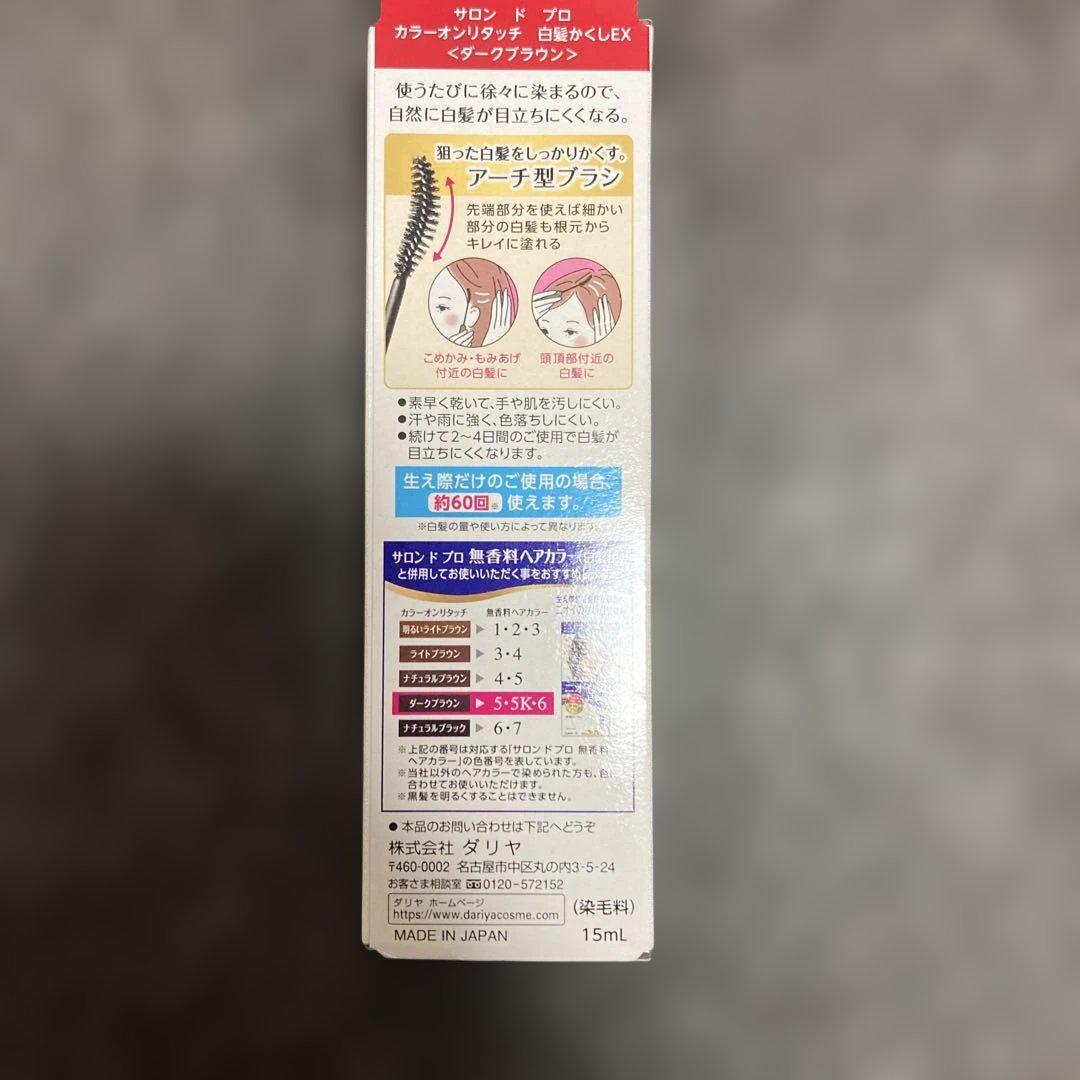 サロン ド プロ
カラーオンリタッチ 白髪かくしEX
<ダークブラウン>
使うたびに徐々に染まるので、
自然に白髪が目立ちにくくなる。
狙った白髪をしっかりかくす。
アーチ型ブラシ
先端部分を使えば細かい
部分の白髪も根元から
キレイに塗れる
こめかみ・もみあげ
付近の白髪に
頭頂部付近の
白髪に
●素早く乾いて、手や肌を汚しにくい。
●汗や雨に強く、色落ちしにくい。
●続けて2〜4日間のご使用で白髪が
目立ちにくくなります。
生え際だけのご使用の場合、
約60回※使えます。
※白髪の量や使い方によって異なります。
サロン ド プロ 無香料ヘアカラー
と併用してお使いいただく事をおすすめ
カラーオンリタッチ 無香料ヘアカラー
明るいライトブラウン ▶ 1・2・3
ライトブラウン ▶ 3・4
ナチュラルブラウン ▶ 4・5
ダークブラウン ▶ 5・5K・6
ナチュラルブラック ▶ 6・7
※上記の番号は対応する「サロン ド プロ 無香料
ヘアカラー」の色番号を表しています。
※当社以外のヘアカラーで染められた方も、色
合わせてお使いいただけます。
※黒髪を明るくすることはできません。
●本品のお問い合わせは下記へどうぞ
株式会社 ダリヤ
〒460-0002 名古屋市中区丸の内3-5-24
お客さま相談室 0120-572152
ダリヤ ホームページ
https://www.dariyacosme.com
(染毛料)
MADE IN JAPAN 15mL